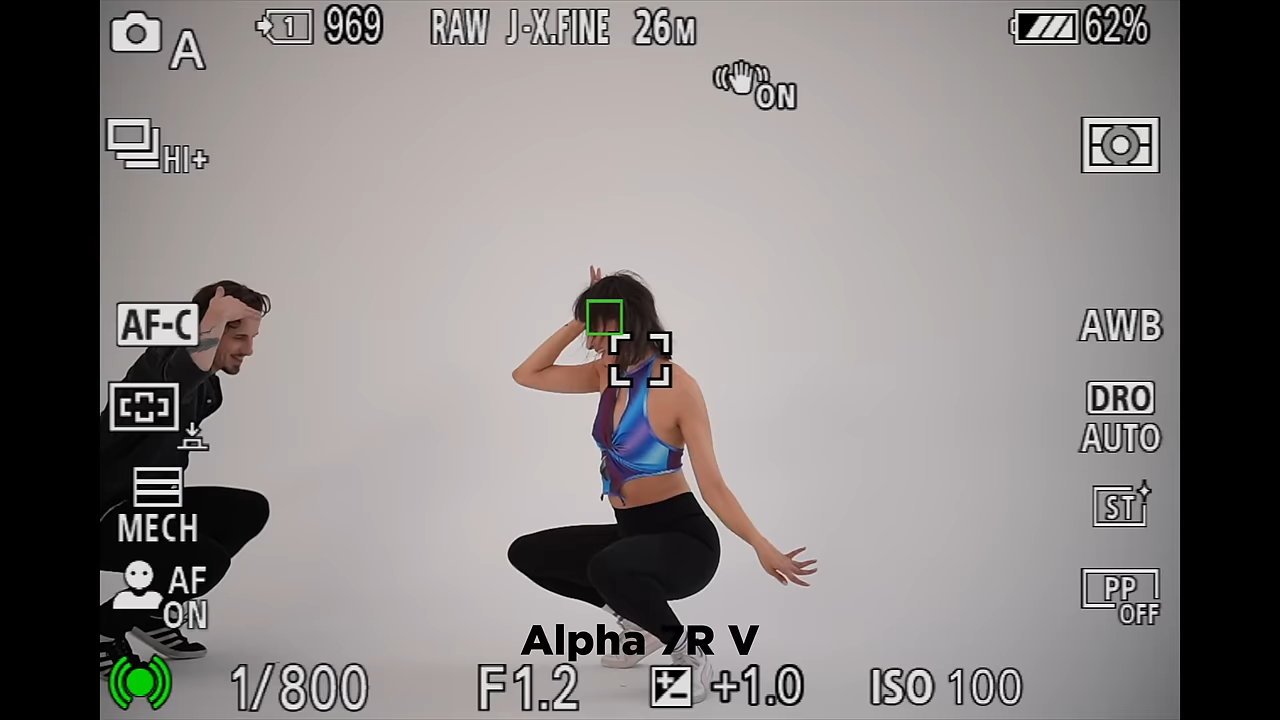 1 969 RAW J-X.FINE 26M 62%
A
ON
HI+
AF-C
AWB
DRO
AUTO
MECH
ST
AF
ON
PP
OFF
Alpha 7R V
1/800 F1.2 +1.0 ISO 100